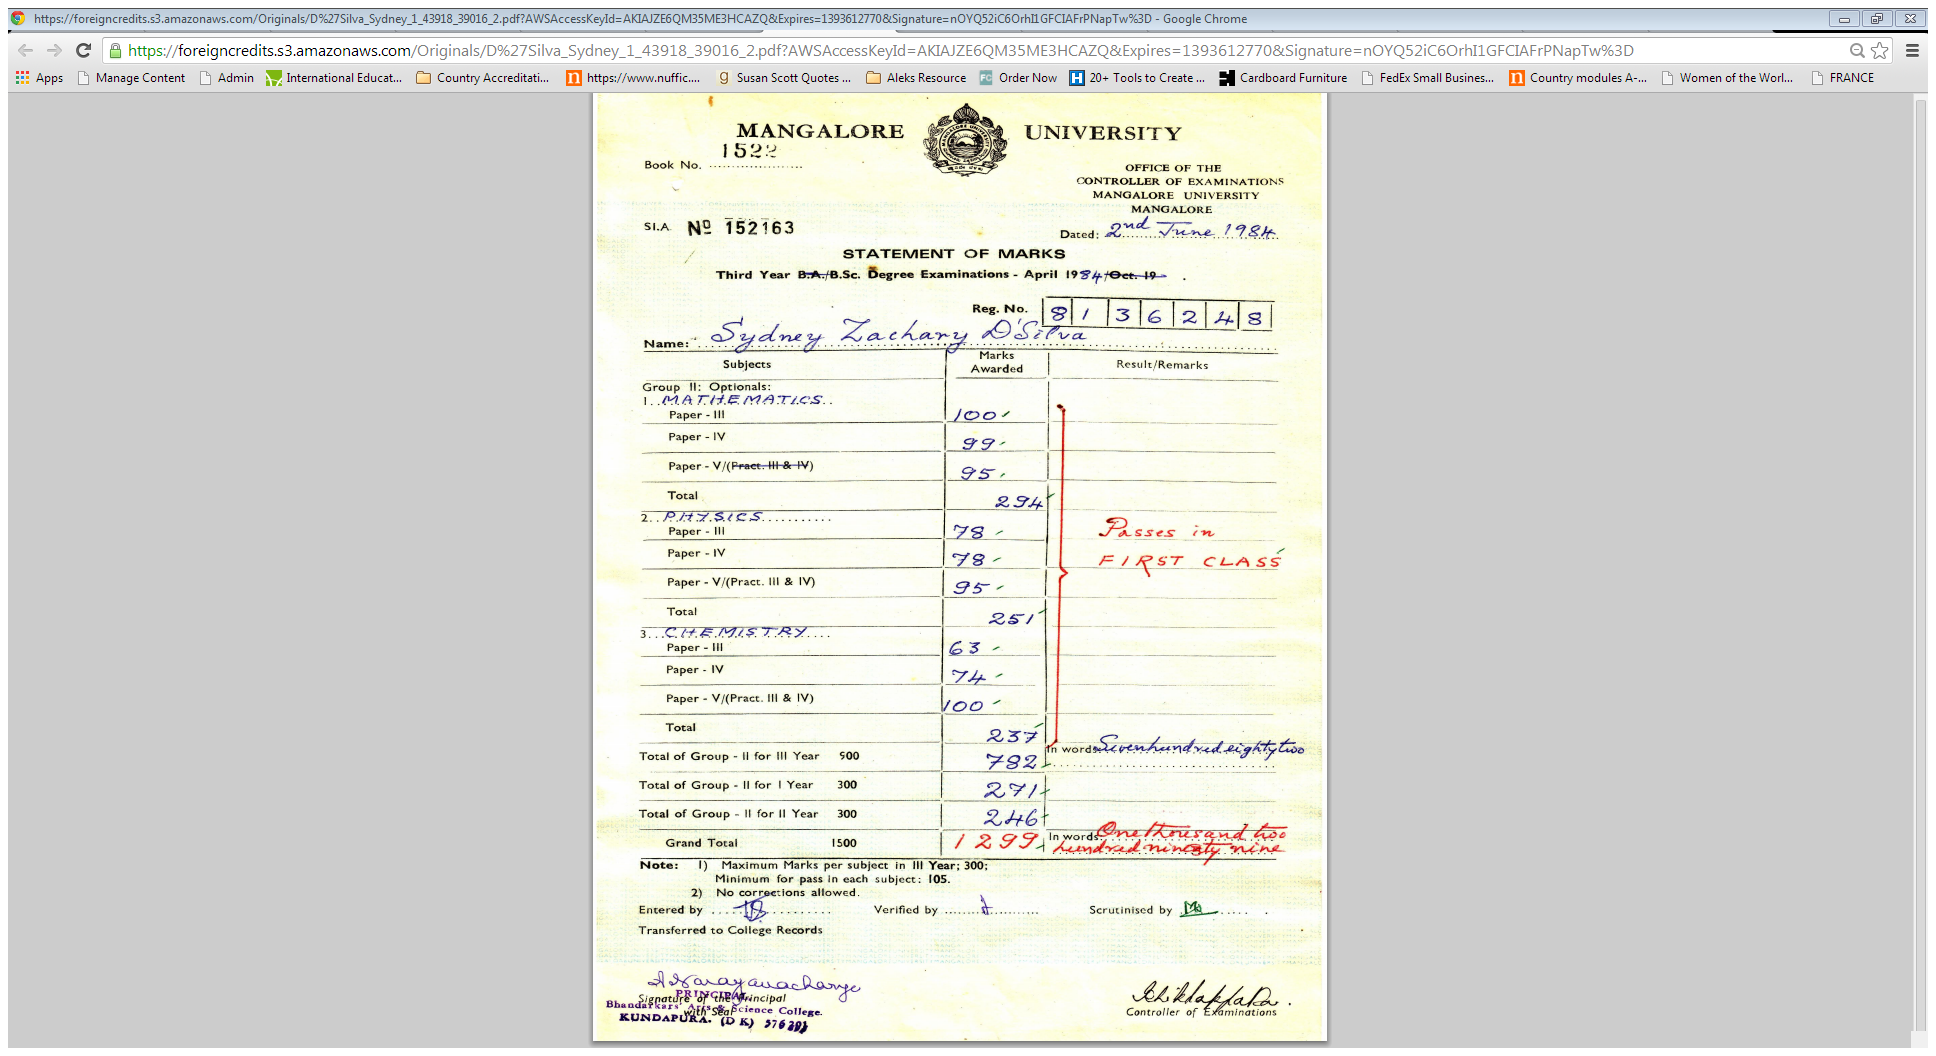 https://foreigncredits.s3.amazonaws.com/Originals/D%27Silva_Sydney_1_43918_39016_2.pdf?AWSAccessKeyId=AKIAJZE6QM35ME3HCAZQ&Expires=1393612770&Signature=nOYQ52iC6OrhI1GFCIAFrPNapTw%3D - Google Chrome
https://foreigncredits.s3.amazonaws.com/Originals/D%27Silva_Sydney_1_43918_39016_2.pdf?AWSAccessKeyId=AKIAJZE6QM35ME3HCAZQ&Expires=1393612770&Signature=nOYQ52iC6OrhI1GFCIAFrPNapTw%3D
Apps Manage Content Admin International Educat... Country Accreditati... https://www.nuffic.... Susan Scott Quotes ... Aleks Resource Order Now 20+ Tools to Create ... Cardboard Furniture FedEx Small Busines... Country modules A-... Women of the Worl... FRANCE
MANGALORE UNIVERSITY
1522
Book No.
OFFICE OF THE
CONTROLLER OF EXAMINATIONS
MANGALORE UNIVERSITY
MANGALORE
SI.A No 152163
Dated: 2nd June 1984
STATEMENT OF MARKS
Third Year B.A./B.Sc. Degree Examinations - April 1984/Oct. 19
Reg. No. 8 1 3 6 2 4 8
Name: Sydney Zachary D'Silva
Subjects Marks Awarded Result/Remarks
Group II: Optionals:
1. MATHEMATICS
Paper - III 100
Paper - IV 99
Paper - V/(Pract. III & IV) 95
Total 294
2. PHYSICS
Paper - III 78 Passes in
Paper - IV 78 FIRST CLASS
Paper - V/(Pract. III & IV) 95
Total 251
3. CHEMISTRY
Paper - III 63
Paper - IV 74
Paper - V/(Pract. III & IV) 100
Total 237
Total of Group - II for III Year 900 782 In words Sevenhundred eightytwo
Total of Group - II for I Year 300 271
Total of Group - II for II Year 300 246
Grand Total 1500 1299 In words: One thousand two
hundred ninety nine
Note: 1) Maximum Marks per subject in III Year; 300;
Minimum for pass in each subject: 105.
2) No corrections allowed.
Entered by Verified by Scrutinised by
Transferred to College Records
Signature of the Principal
with Seal
PRINCIPAL
Bhandarkars' Arts & Science College.
KUNDAPURA. (D K) 576201
Controller of Examinations